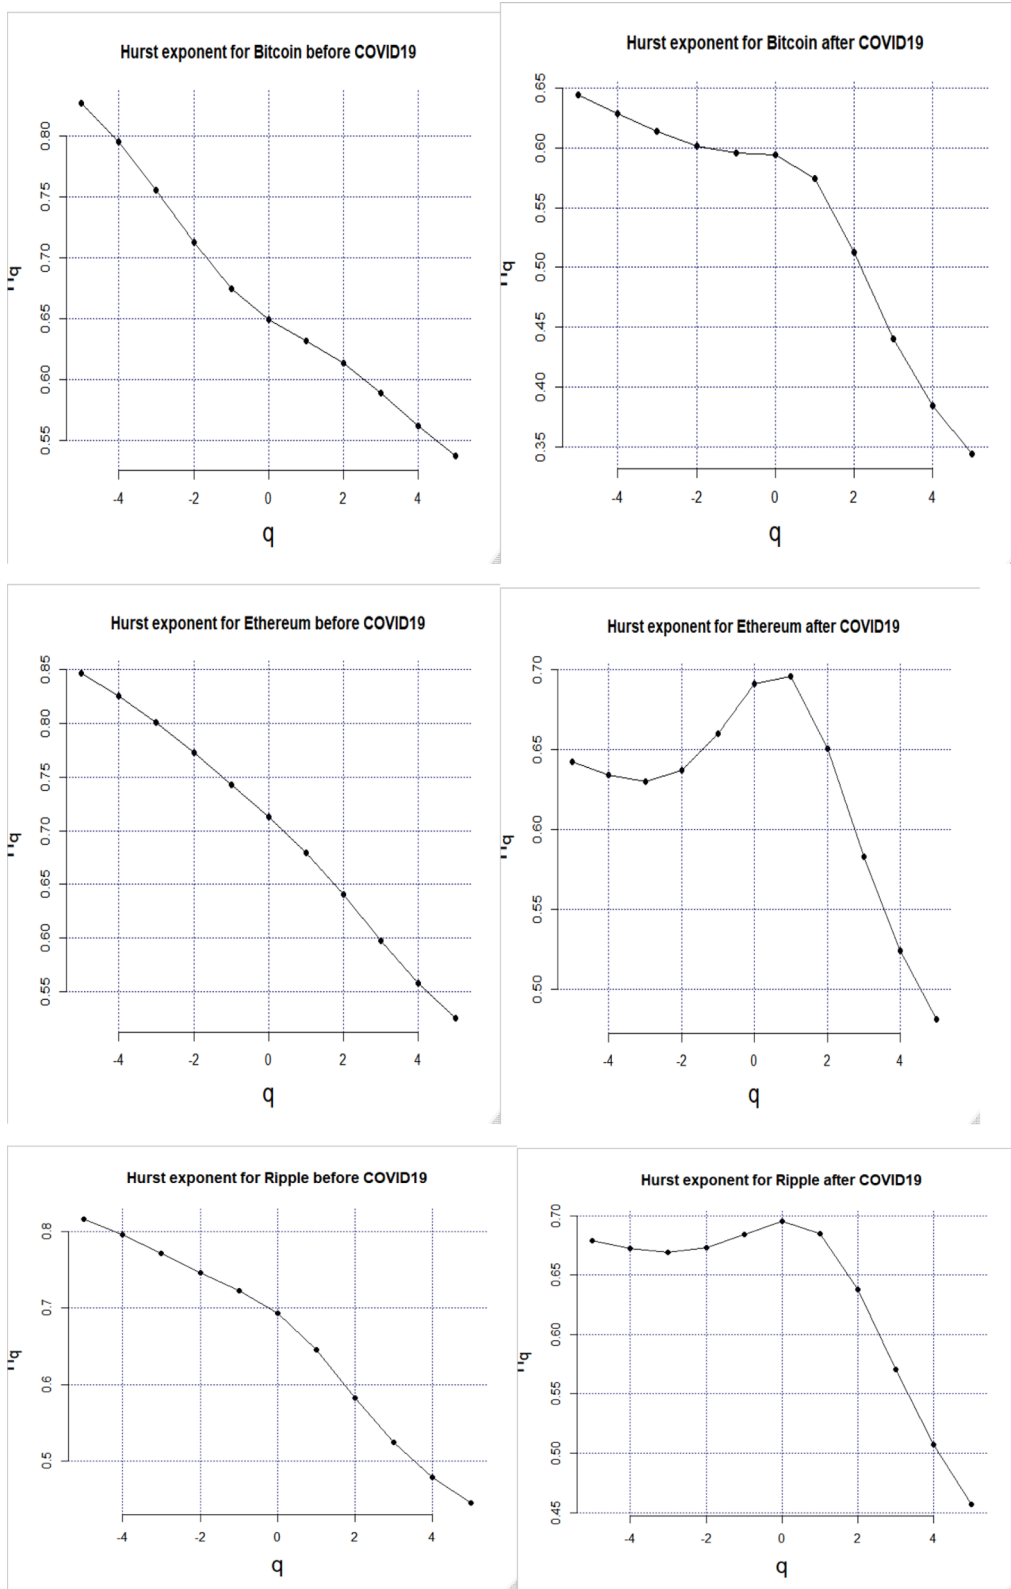 Hurst exponent for Bitcoin before COVID19
0.80
0.75
0.70
0.65
0.60
0.55
-4 -2 0 2 4
q
Hurst exponent for Bitcoin after COVID19
0.65
0.60
0.55
0.50
0.45
0.40
0.35
q
-4 -2 0 2 4
q
Hurst exponent for Ethereum before COVID19
0.85
0.80
0.75
0.70
0.65
0.60
0.55
q
-4 -2 0 2 4
q
Hurst exponent for Ethereum after COVID19
0.70
0.65
0.60
0.55
0.50
q
-4 -2 0 2 4
q
Hurst exponent for Ripple before COVID19
0.8
0.7
0.6
0.5
q
-4 -2 0 2 4
q
Hurst exponent for Ripple after COVID19
0.70
0.65
0.60
0.55
0.50
0.45
q
-4 -2 0 2 4
q